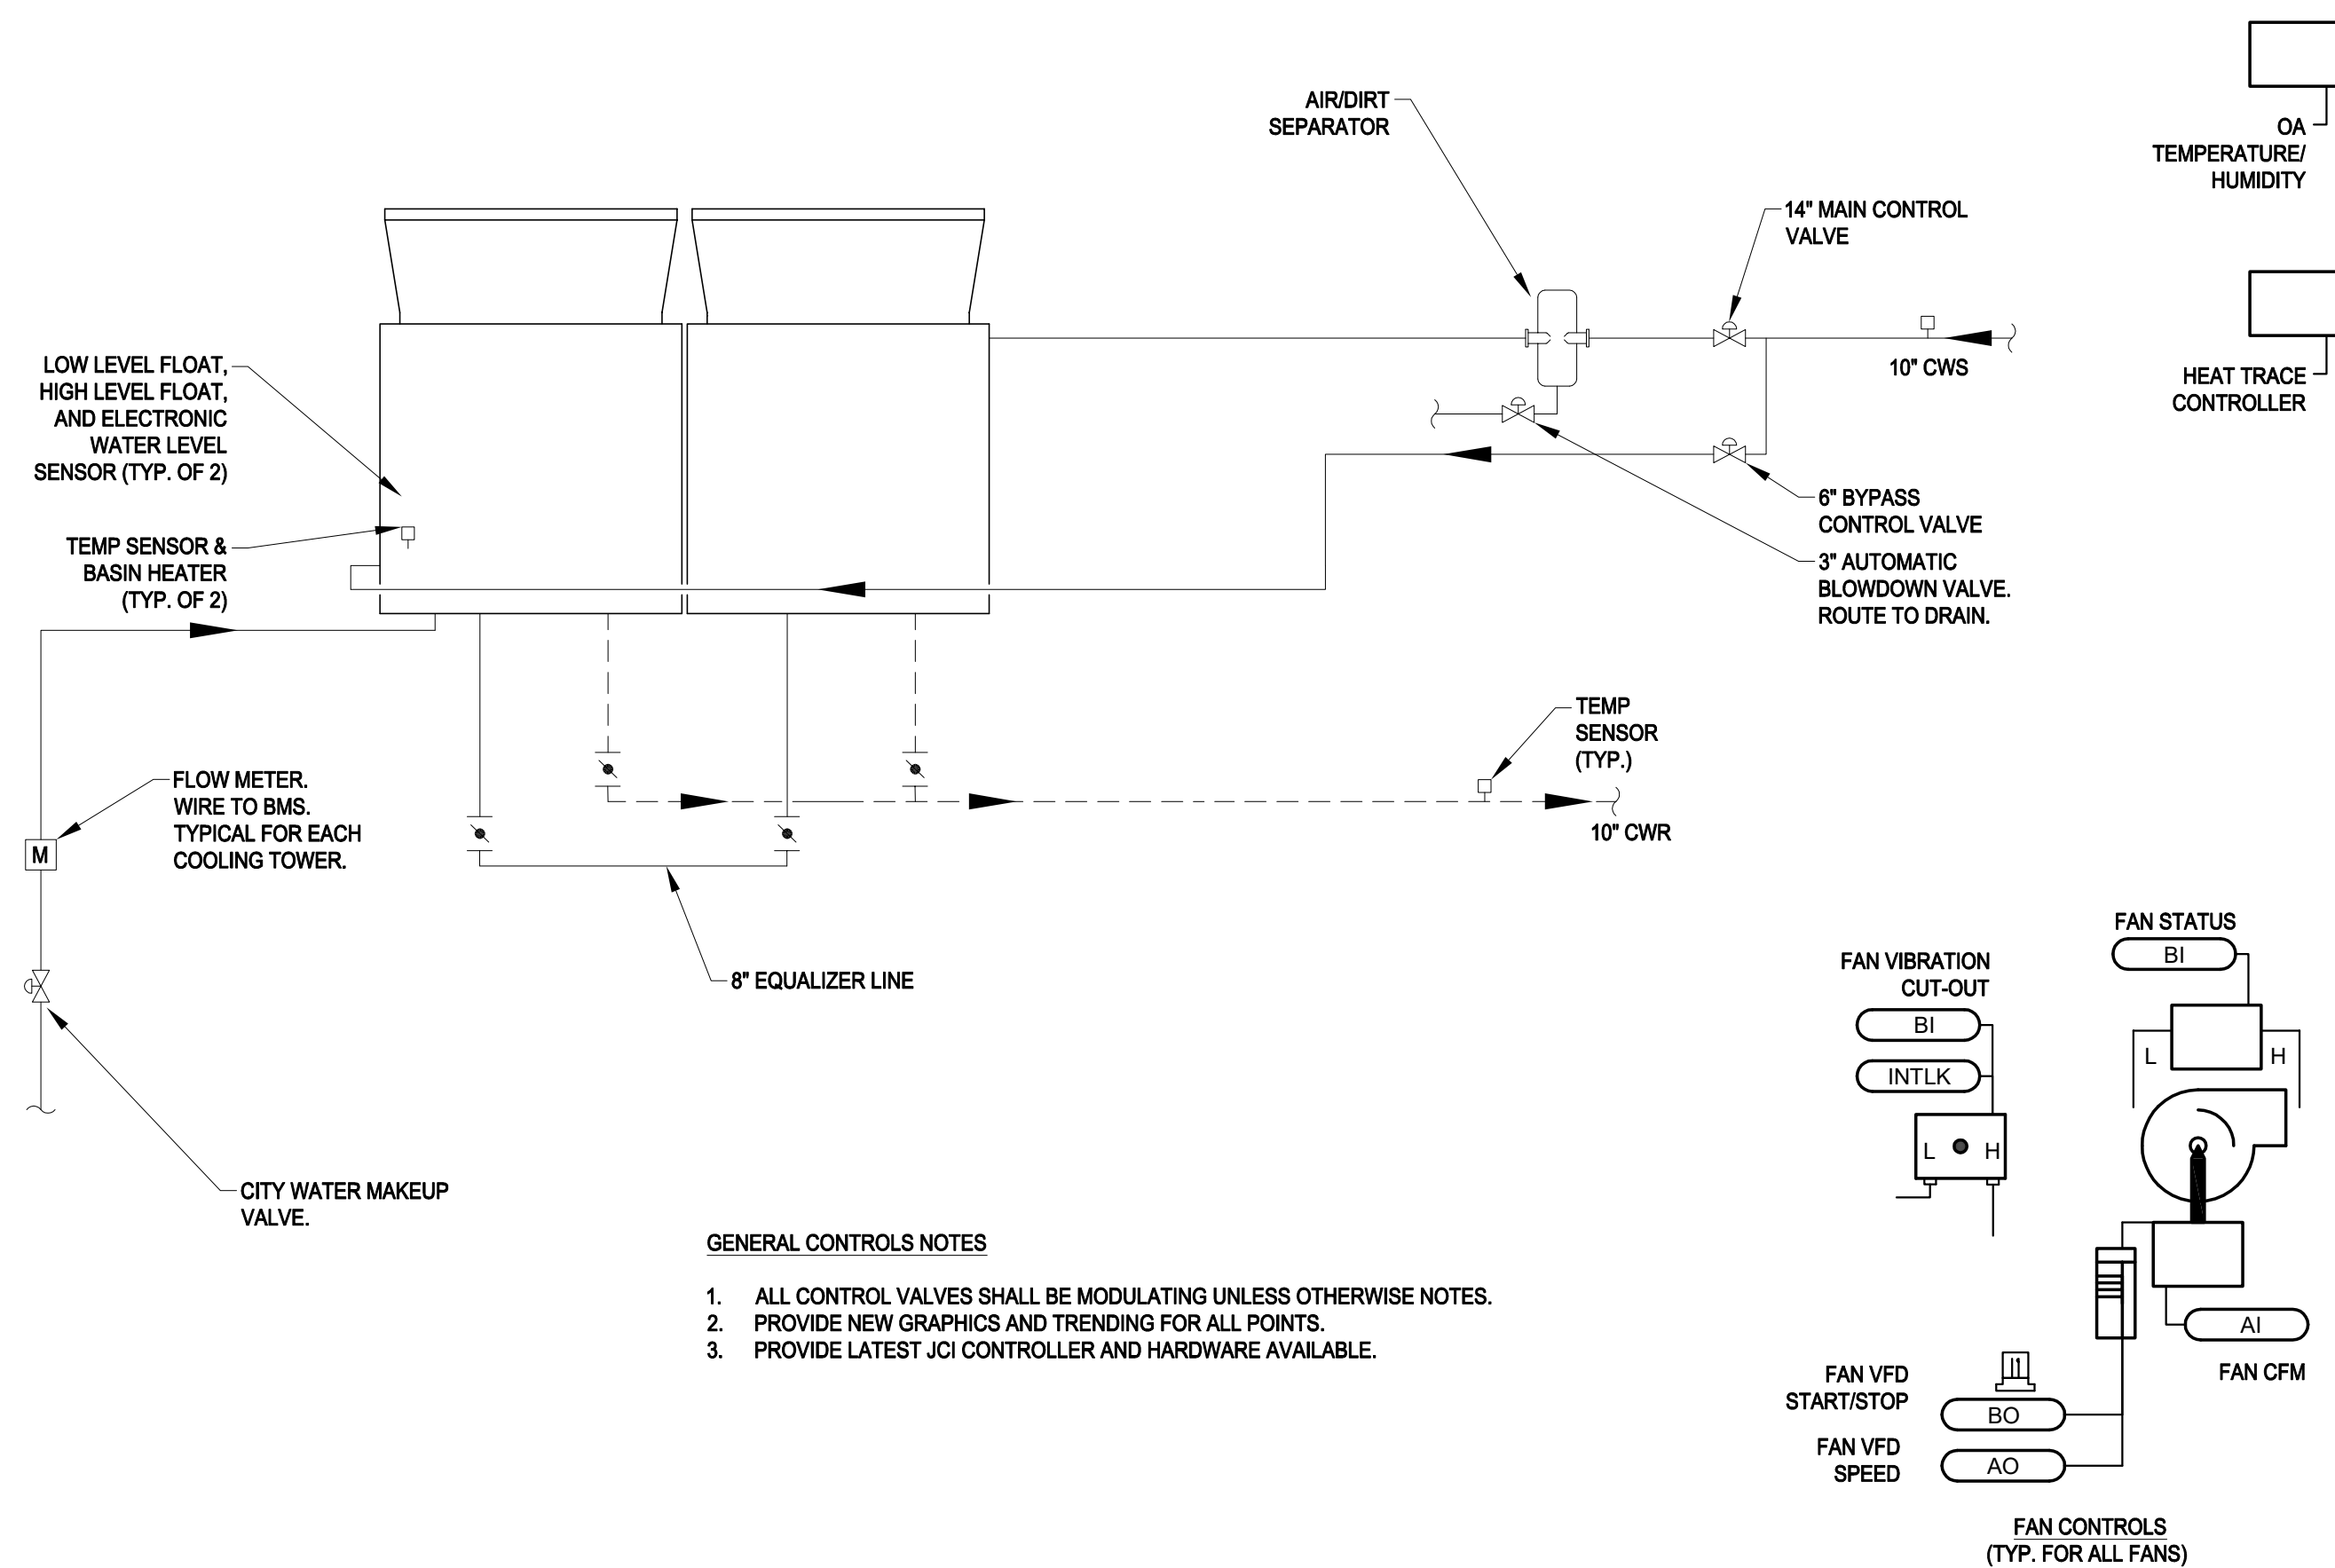 AIR/DIRT
SEPARATOR
OA
TEMPERATURE/
HUMIDITY
14" MAIN CONTROL
VALVE
10" CWS
HEAT TRACE
CONTROLLER
LOW LEVEL FLOAT,
HIGH LEVEL FLOAT,
AND ELECTRONIC
WATER LEVEL
SENSOR (TYP. OF 2)
TEMP SENSOR &
BASIN HEATER
(TYP. OF 2)
6" BYPASS
CONTROL VALVE
3" AUTOMATIC
BLOWDOWN VALVE.
ROUTE TO DRAIN.
TEMP
SENSOR
(TYP.)
10" CWR
FLOW METER.
WIRE TO BMS.
TYPICAL FOR EACH
COOLING TOWER.
M
8" EQUALIZER LINE
CITY WATER MAKEUP
VALVE.
FAN STATUS
BI
FAN VIBRATION
CUT-OUT
BI
INTLK
L H
L H
AI
FAN CFM
FAN VFD
START/STOP
BO
FAN VFD
SPEED
AO
FAN CONTROLS
(TYP. FOR ALL FANS)
GENERAL CONTROLS NOTES
1. ALL CONTROL VALVES SHALL BE MODULATING UNLESS OTHERWISE NOTES.
2. PROVIDE NEW GRAPHICS AND TRENDING FOR ALL POINTS.
3. PROVIDE LATEST JCI CONTROLLER AND HARDWARE AVAILABLE.